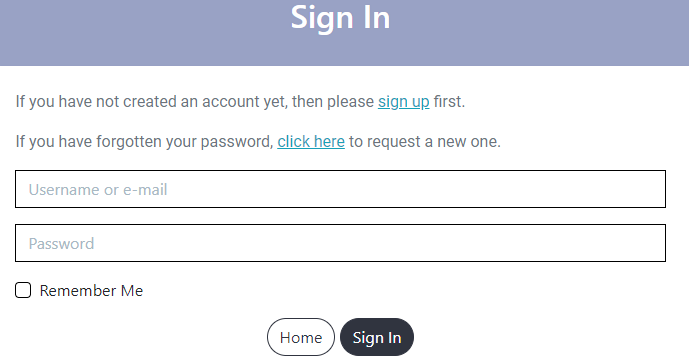 Sign In
If you have not created an account yet, then please sign up first.
If you have forgotten your password, click here to request a new one.
Username or e-mail
Password
Remember Me
Home Sign In